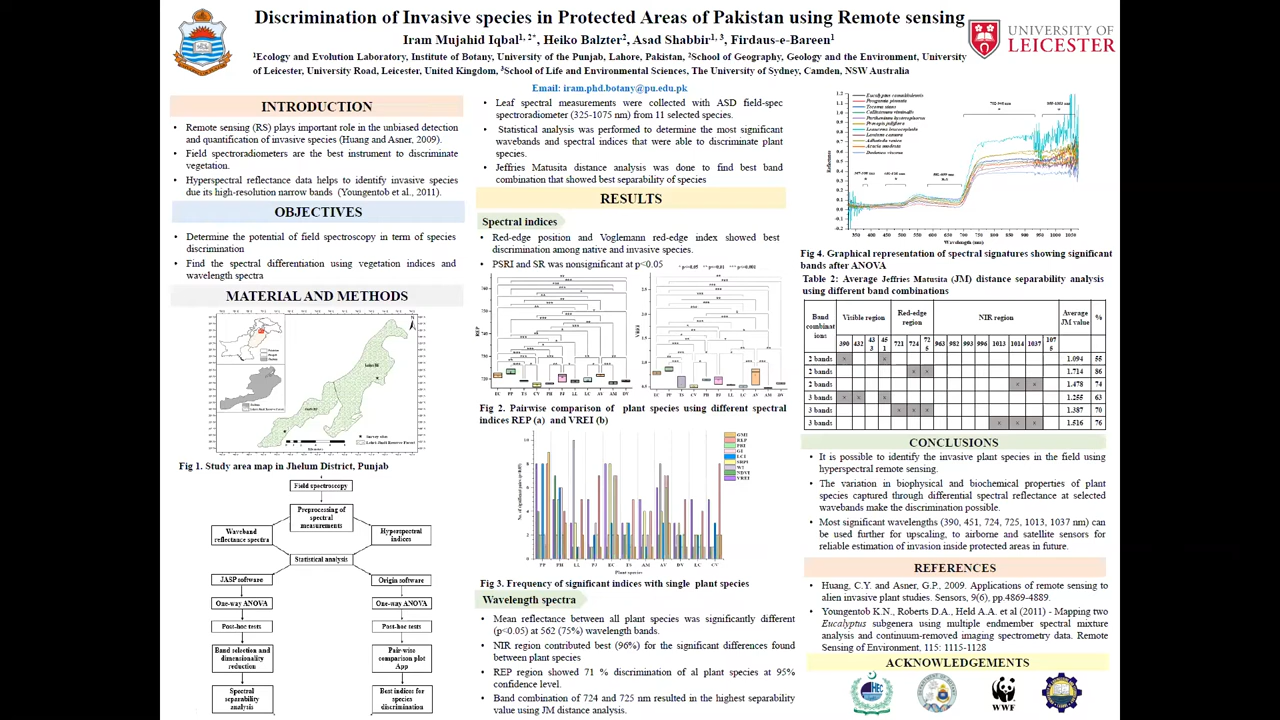 Discrimination of Invasive species in Protected Areas of Pakistan using Remote sensing
Iram Mujahid Iqbal1, 2*, Heiko Balzter2, Asad Shabbir1, 3, Firdaus-e-Bareen1
1Ecology and Evolution Laboratory, Institute of Botany, University of the Punjab, Lahore, Pakistan, 2School of Geography, Geology and the Environment, University
of Leicester, University Road, Leicester, United Kingdom, 3School of Life and Environmental Sciences, The University of Sydney, Camden, NSW Australia
Email: iram.phd.botany@pu.edu.pk
UNIVERSITY OF
LEICESTER
INTRODUCTION
• Remote sensing (RS) plays important role in the unbiased detection
and quantification of invasive species (Huang and Asner, 2009).
• Field spectroradiometers are the best instrument to discriminate
vegetation.
• Hyperspectral reflectance data helps to quantify invasive species
due its high-resolution narrow bands (Youngentob et al., 2011).
OBJECTIVES
• Determine the potential of field spectroscopy in term of species
discrimination
• Find the spectral differentiation using vegetation indices and
wavelength spectra
MATERIAL AND METHODS
Fig 1. Study area map in Jhelum District, Punjab
Field spectroscopy
Preprocessing of
spectral
measurements
Waveband
reflectance spectra
Hyperspectral
indices
Statistical analysis
JASP software
Origin software
One-way ANOVA
One-way ANOVA
Post-hoc tests
Post-hoc tests
Band selection and
dimensionality
reduction
Pair-wise
comparison plot
App
Spectral
separability
analysis
Best indices for
species
discrimination
• Leaf spectral measurements were collected with ASD field-spec
spectroradiometer (325-1075 nm) from 11 selected species.
• Statistical analysis was performed to determine the most significant
wavebands and spectral indices that were able to discriminate plant
species.
• Jeffries Matusita distance analysis was done to find best band
combination that showed best separability of species
RESULTS
Spectral indices
• Red-edge position and Voglemann red-edge index showed best
discrimination among native and invasive species.
• PSRI and SR was nonsignificant at p<0.05
Fig 2. Pairwise comparison of plant species using different spectral
indices REP (a) and VREI (b)
Plant species
Fig 3. Frequency of significant indices with single plant species
Wavelength spectra
• Mean reflectance between all plant species was significantly different
(p<0.05) at 562 (75%) wavelength bands.
• NIR region contributed best (96%) for the significant differences found
between plant species
• REP region showed 71 % discrimination of al plant species at 95%
confidence level.
• Band combination of 724 and 725 nm resulted in the highest separability
value using JM distance analysis.
Wavelength (nm)
Fig 4. Graphical representation of spectral signatures showing significant
bands after ANOVA
Table 2: Average Jeffries Matusita (JM) distance separability analysis
using different band combinations
Band combinat ions Visible region Red-edge region NIR region Average JM value %
390 432 433 451 721 724 725 963 982 993 996 1013 1014 1037 1075
2 bands × × 1.094 55
2 bands × × 1.714 86
2 bands × × 1.478 74
3 bands × × × 1.255 63
3 bands × × × 1.387 70
3 bands × × × 1.516 76
CONCLUSIONS
• It is possible to identify the invasive plant species in the field using
hyperspectral remote sensing.
• The variation in biophysical and biochemical properties of plant
species captured through differential spectral reflectance at selected
wavebands make the discrimination possible.
• Most significant wavelengths (390, 451, 724, 725, 1013, 1037 nm) can
be used further for upscaling, to airborne and satellite sensors for
reliable estimation of invasion inside protected areas in future.
REFERENCES
• Huang, C.Y. and Asner, G.P., 2009. Applications of remote sensing to
alien invasive plant studies. Sensors, 9(6), pp.4869-4889.
• Youngentob K.N., Roberts D.A., Held A.A. et al (2011) - Mapping two
Eucalyptus subgenera using multiple endmember spectral mixture
analysis and continuum-removed imaging spectrometry data. Remote
Sensing of Environment, 115: 1115-1128
ACKNOWLEDGEMENTS
HEC
WWF